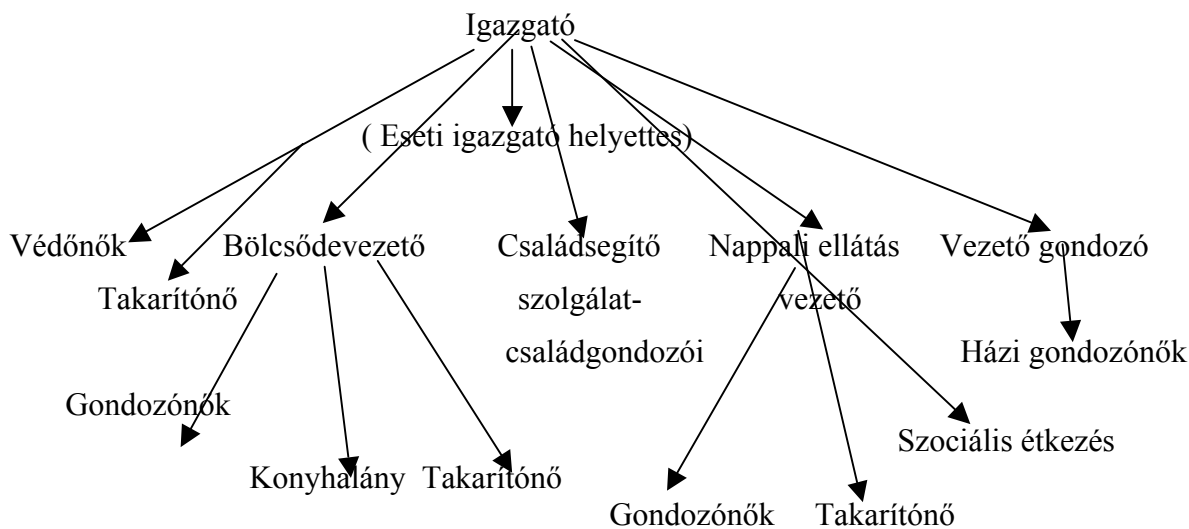 Igazgató
( Eseti igazgató helyettes)
Védőnők Bölcsődevezető Családsegítő Nappali ellátás Vezető gondozó
Takarítónő szolgálat- vezető
családgondozói Házi gondozónők
Gondozónők
Szociális étkezés
Konyhalány Takarítónő
Gondozónők Takarítónő